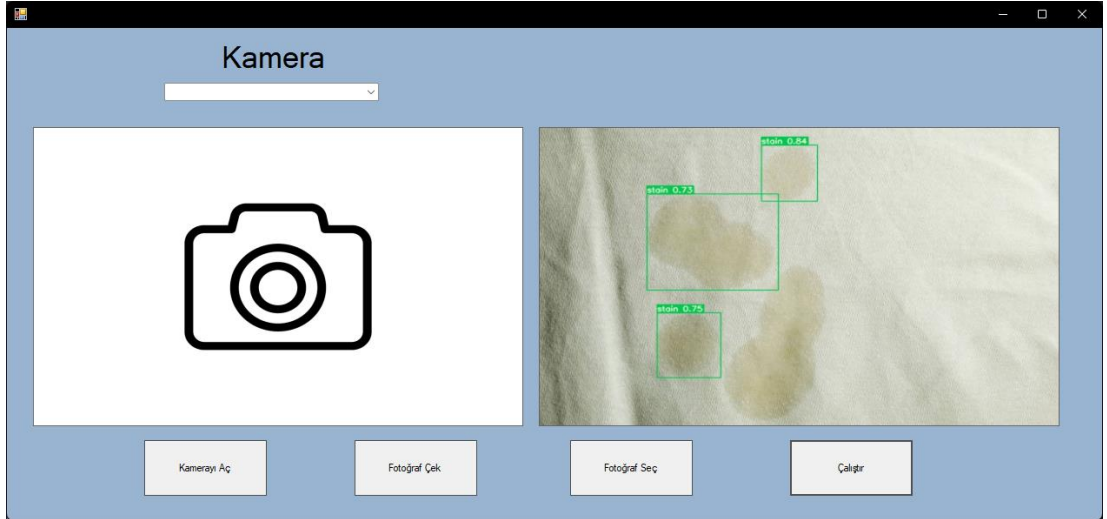 Kamera
stain 0.84
stain 0.73
stain 0.75
Kamerayı Aç
Fotoğraf Çek
Fotoğraf Seç
Çalıştır